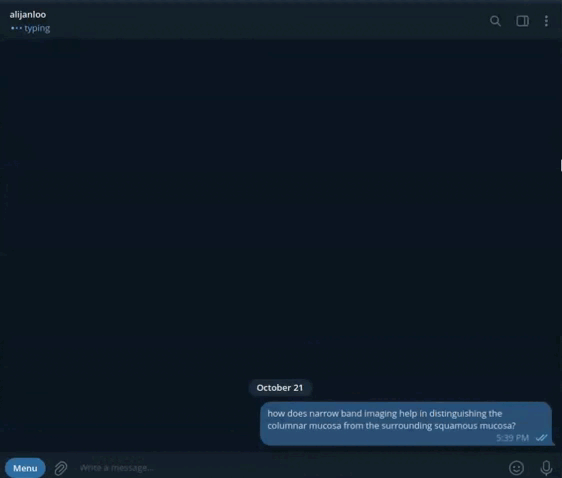 alijanloo
typing
October 21
how does narrow band imaging help in distinguishing the
columnar mucosa from the surrounding squamous mucosa?
5:39 PM
Menu
Write a message...